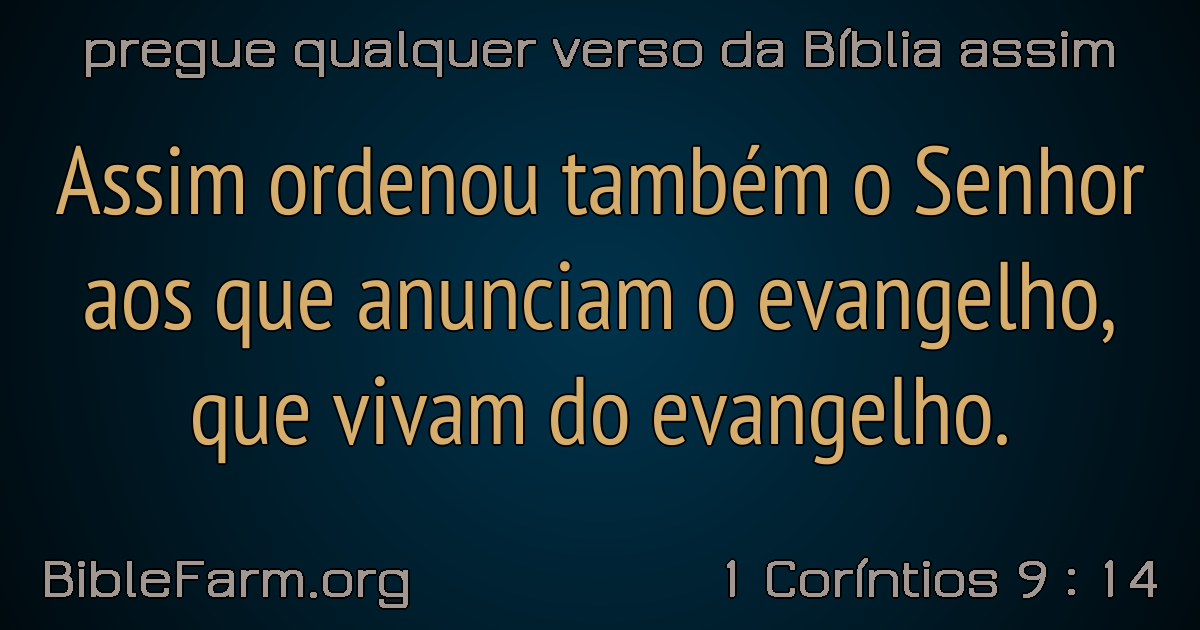 pregue qualquer verso da Bíblia assim
Assim ordenou também o Senhor
aos que anunciam o evangelho,
que vivam do evangelho.
BibleFarm.org
1 Coríntios 9 : 14